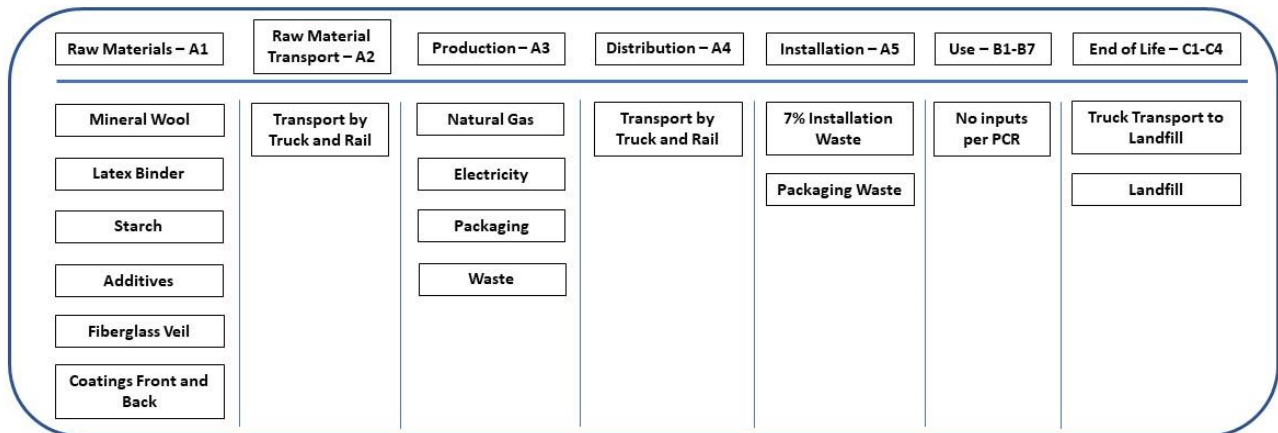 Raw Materials – A1
Raw Material
Transport – A2
Production – A3
Distribution – A4
Installation – A5
Use – B1-B7
End of Life – C1-C4
Mineral Wool
Latex Binder
Starch
Additives
Fiberglass Veil
Coatings Front and
Back
Transport by
Truck and Rail
Natural Gas
Electricity
Packaging
Waste
Transport by
Truck and Rail
7% Installation
Waste
Packaging Waste
No inputs
per PCR
Truck Transport to
Landfill
Landfill